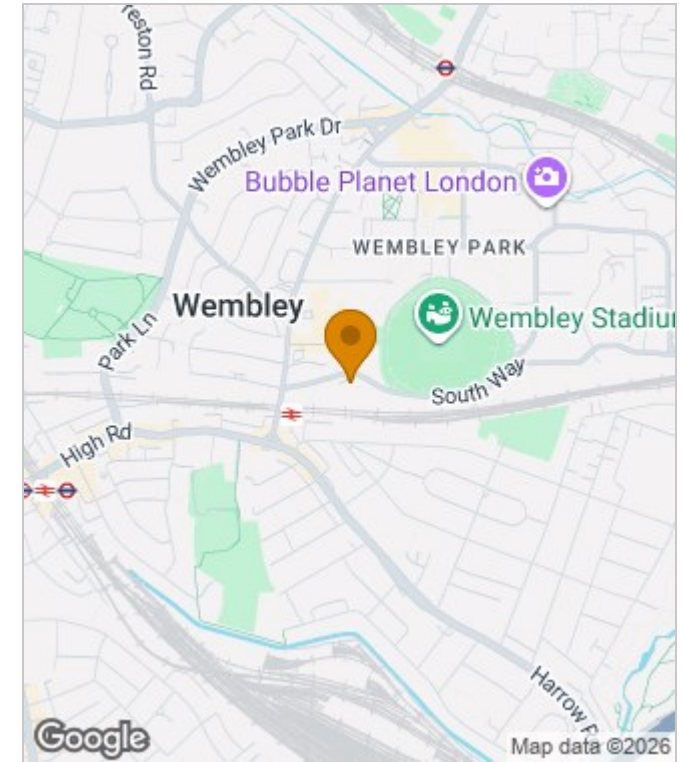 reston Rd
Wembley Park Dr
Bubble Planet London
WEMBLEY PARK
Wembley
Wembley Stadiu
Park Ln
South Way
High Rd
Harrow R
Google
Map data ©2026